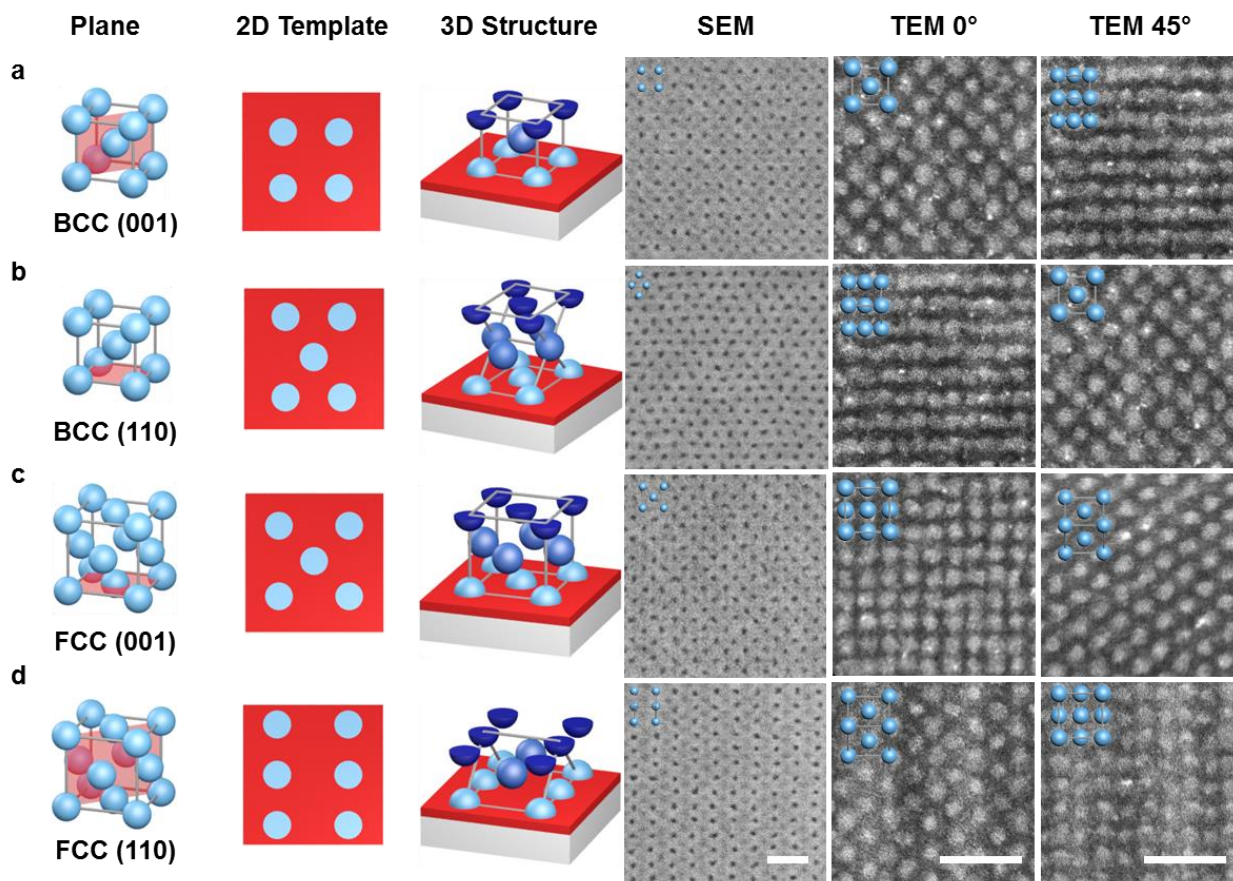 Plane 2D Template 3D Structure SEM TEM 0° TEM 45°
a
BCC (001)
b
BCC (110)
c
FCC (001)
d
FCC (110)